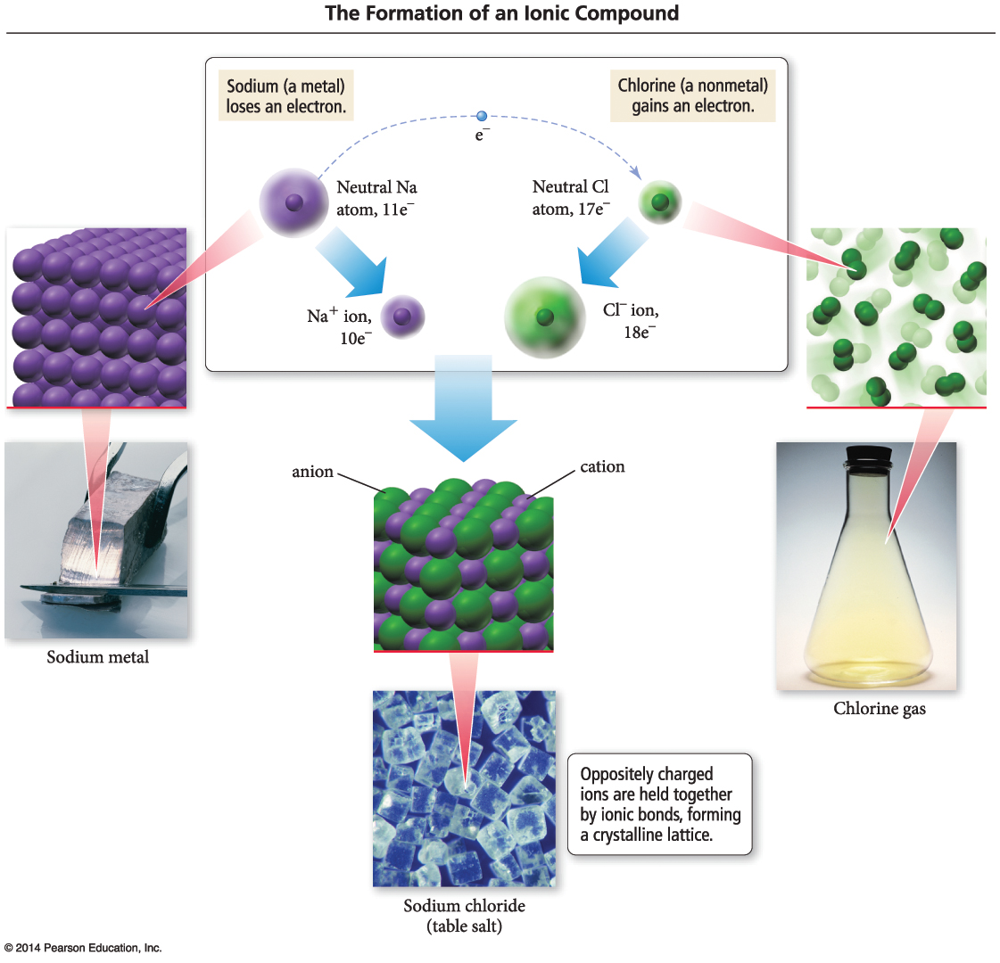 The Formation of an Ionic Compound
Sodium (a metal)
loses an electron.
Chlorine (a nonmetal)
gains an electron.
e⁻
Neutral Na
atom, 11e⁻
Neutral Cl
atom, 17e⁻
Na⁺ ion,
10e⁻
Cl⁻ ion,
18e⁻
anion
cation
Sodium metal
Chlorine gas
Oppositely charged
ions are held together
by ionic bonds, forming
a crystalline lattice.
Sodium chloride
(table salt)
© 2014 Pearson Education, Inc.